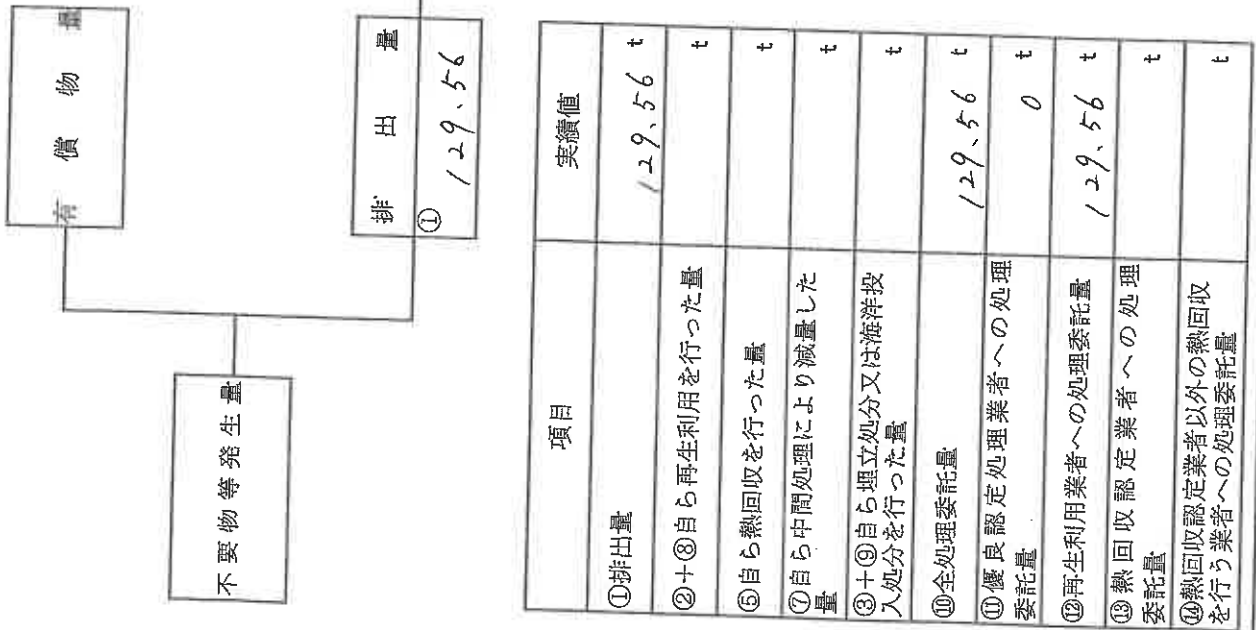 有償物量
不要物等発生量
排出量
①
129、56
項目 実績値
①排出量 129、56 t
②+⑧自ら再生利用を行った量 t
⑤自ら熱回収を行った量 t
⑦自ら中間処理により減量した
量 t
③+⑨自ら埋立処分又は海洋投
入処分を行った量 t
⑩全処理委託量 129、56 t
⑪優良認定処理業者への処理
委託量 0 t
⑫再生利用業者への処理委託量 129、56 t
⑬熱回収認定業者への処理
委託量 t
⑭熱回収認定業者以外の熱回収
を行う業者への処理委託量 t